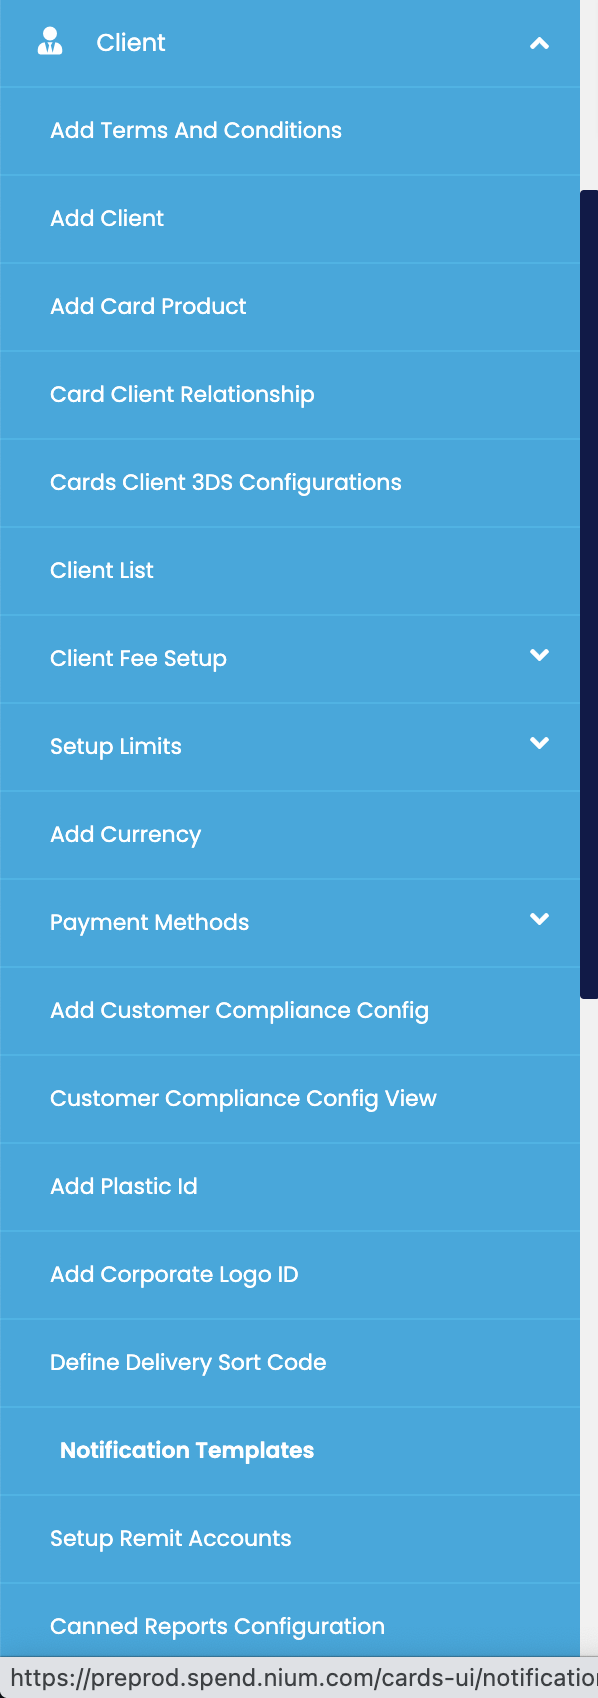 Client
Add Terms And Conditions
Add Client
Add Card Product
Card Client Relationship
Cards Client 3DS Configurations
Client List
Client Fee Setup
Setup Limits
Add Currency
Payment Methods
Add Customer Compliance Config
Customer Compliance Config View
Add Plastic Id
Add Corporate Logo ID
Define Delivery Sort Code
Notification Templates
Setup Remit Accounts
Canned Reports Configuration
https://preprod.spend.nium.com/cards-ui/notification